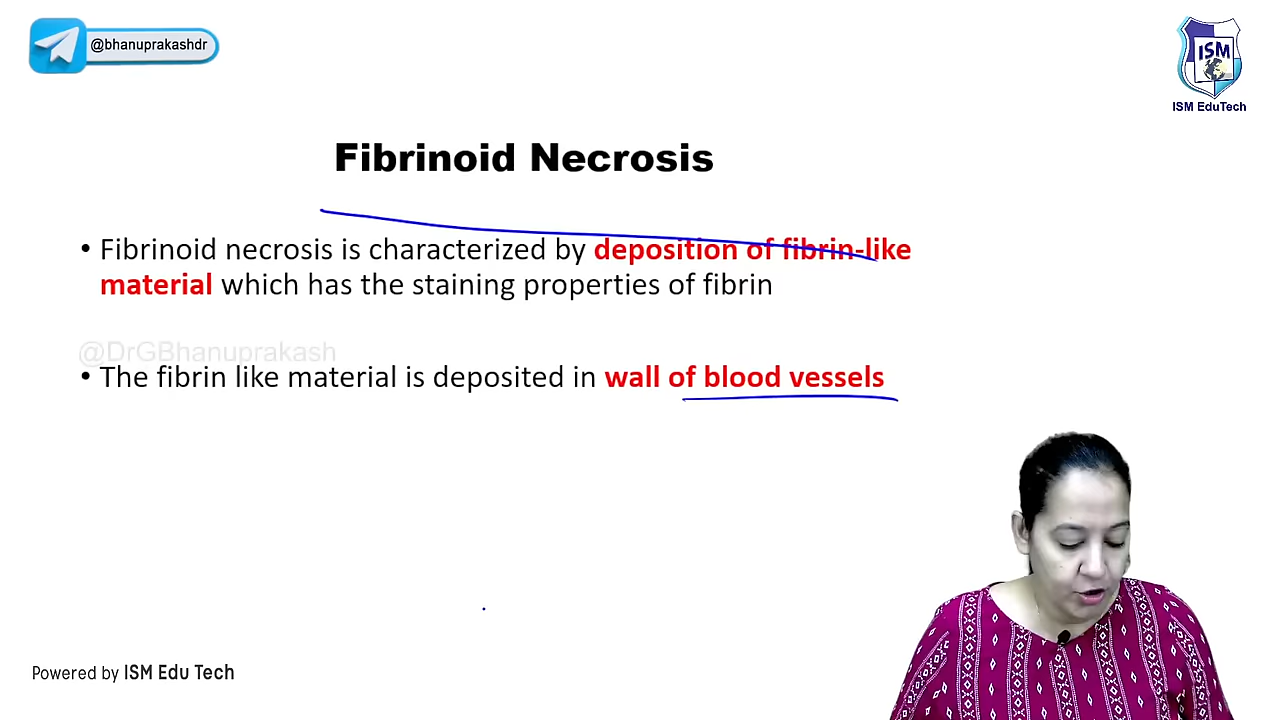 @bhanuprakashdr
ISM
ISM EduTech
Fibrinoid Necrosis
• Fibrinoid necrosis is characterized by deposition of fibrin-like
material which has the staining properties of fibrin
@DrGBhanuprakash
• The fibrin like material is deposited in wall of blood vessels
Powered by ISM Edu Tech